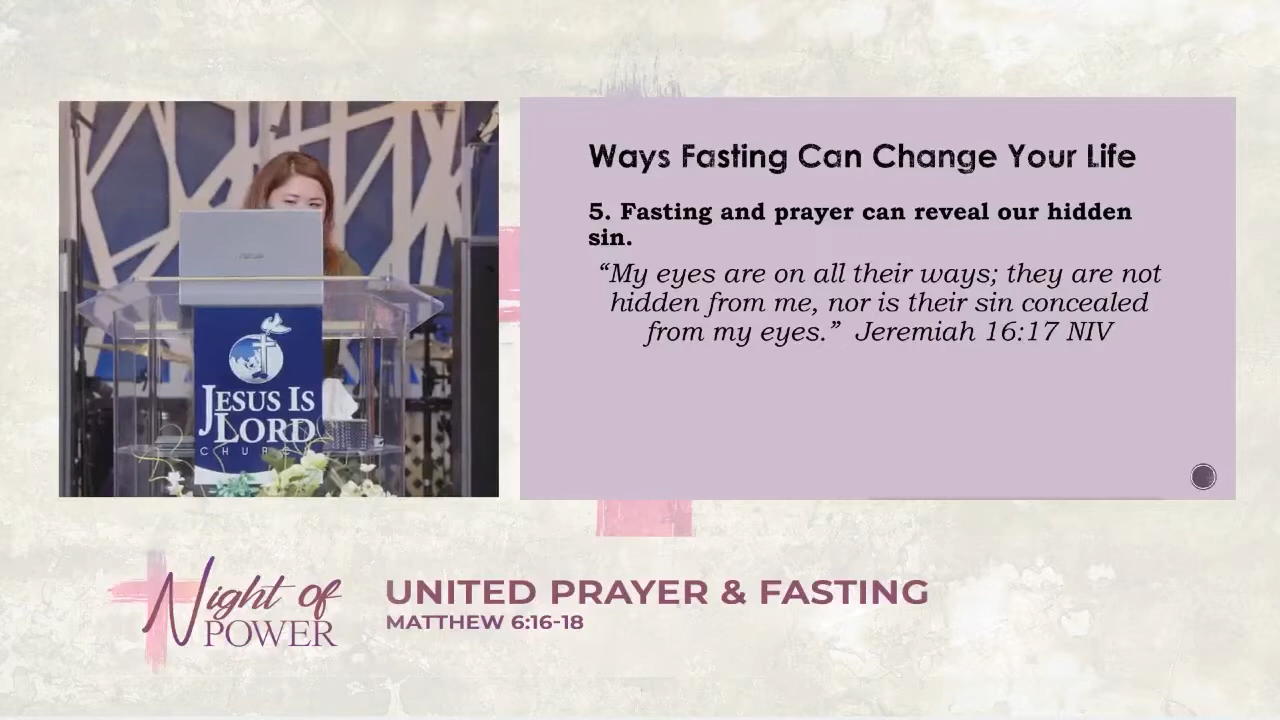 Ways Fasting Can Change Your Life
5. Fasting and prayer can reveal our hidden
sin.
“My eyes are on all their ways; they are not
hidden from me, nor is their sin concealed
from my eyes.” Jeremiah 16:17 NIV
JESUS IS
LORD
CHURCH
Night of
POWER
UNITED PRAYER & FASTING
MATTHEW 6:16-18